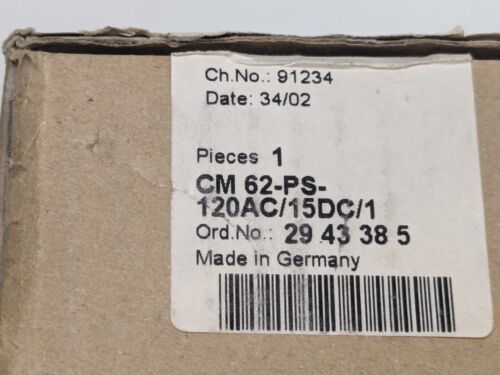 Ch.No.: 91234
Date: 34/02
Pieces 1
CM 62-PS-
120AC/15DC/1
Ord.No.: 29 43 38 5
Made in Germany